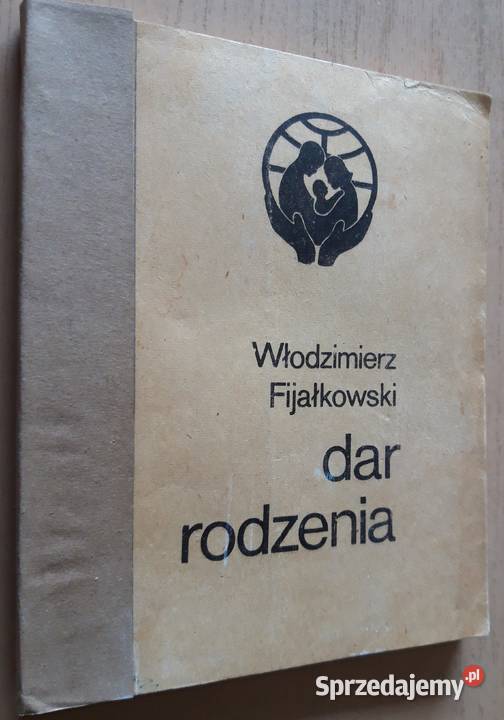 Włodzimierz
Fijałkowski
dar
rodzenia
Sprzedajemy.pl